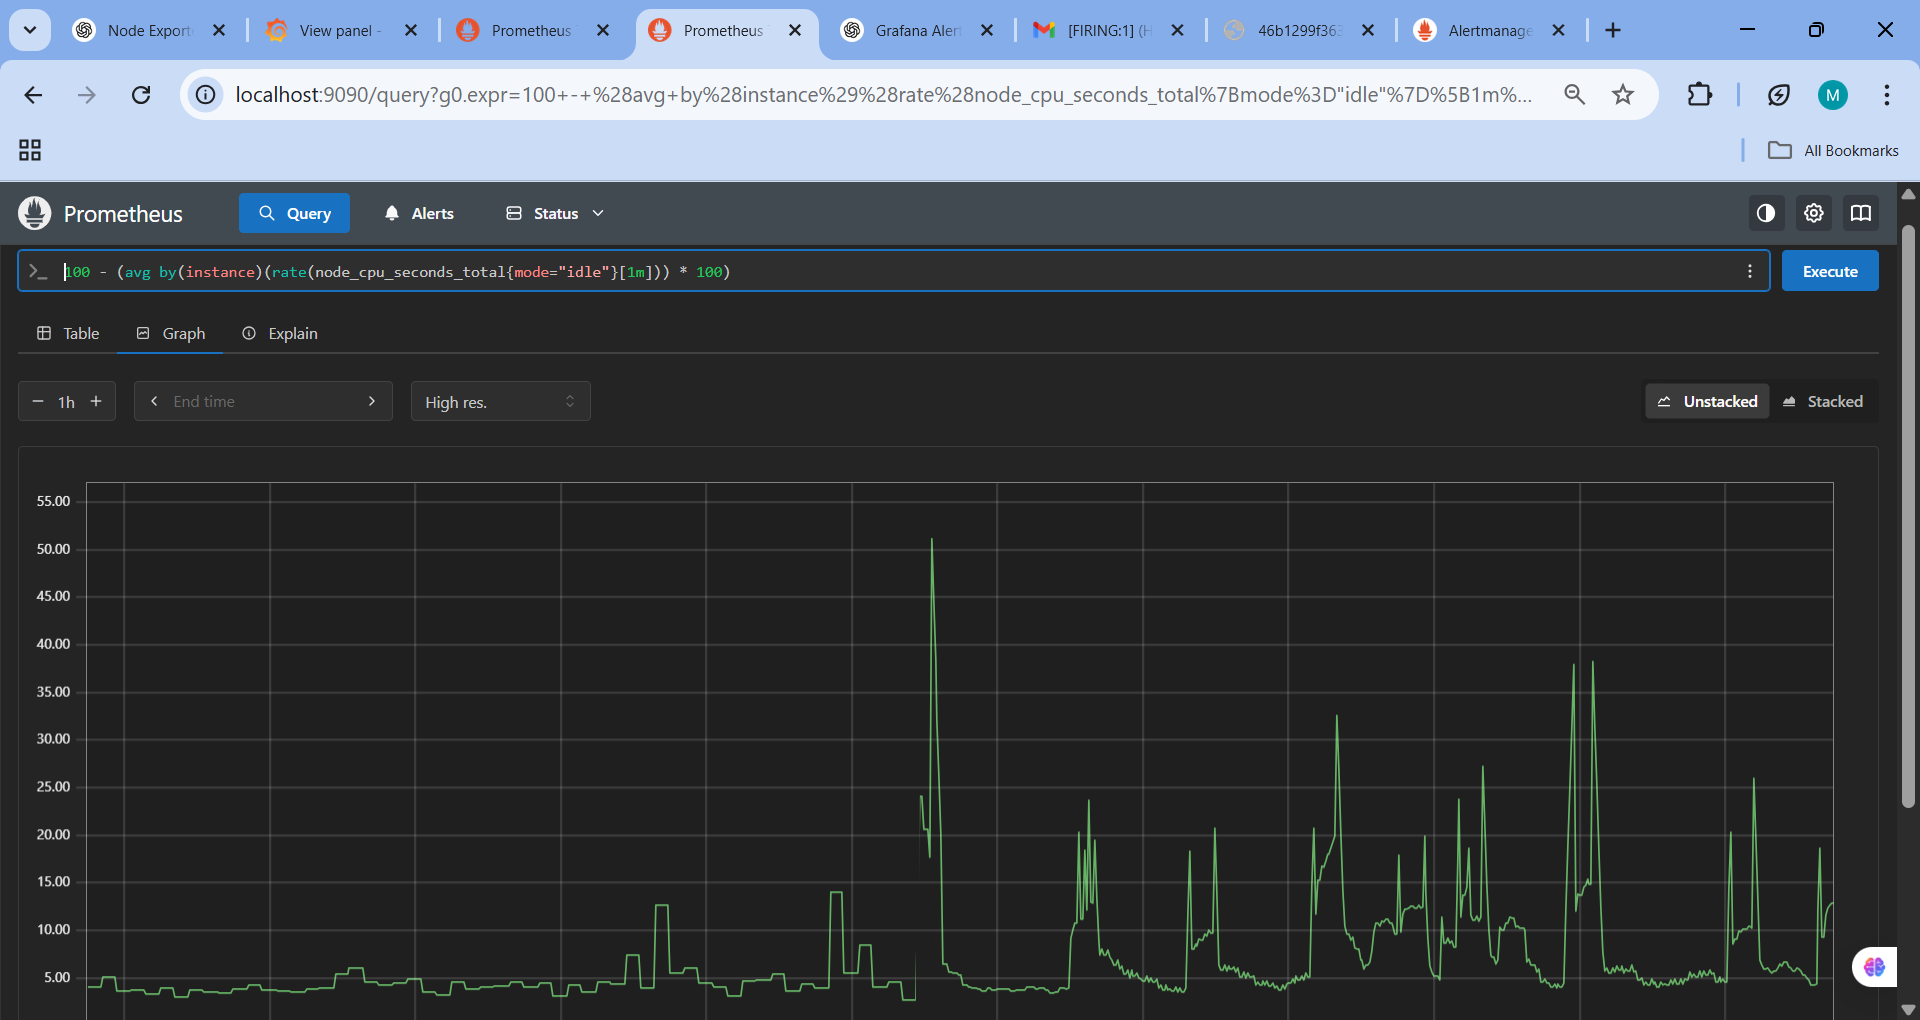 Node Export
View panel -
Prometheus
Prometheus
Grafana Aler
[FIRING:1] (H
46b1299f363
Alertmanage
localhost:9090/query?g0.expr=100+-+%28avg+by%28instance%29%28rate%28node_cpu_seconds_total%7Bmode%3D"idle"%7D%5B1m%...
M
All Bookmarks
Prometheus
Query
Alerts
Status
100 - (avg by(instance)(rate(node_cpu_seconds_total{mode="idle"}[1m])) * 100)
Execute
Table
Graph
Explain
1h
End time
High res.
Unstacked
Stacked
55.00
50.00
45.00
40.00
35.00
30.00
25.00
20.00
15.00
10.00
5.00